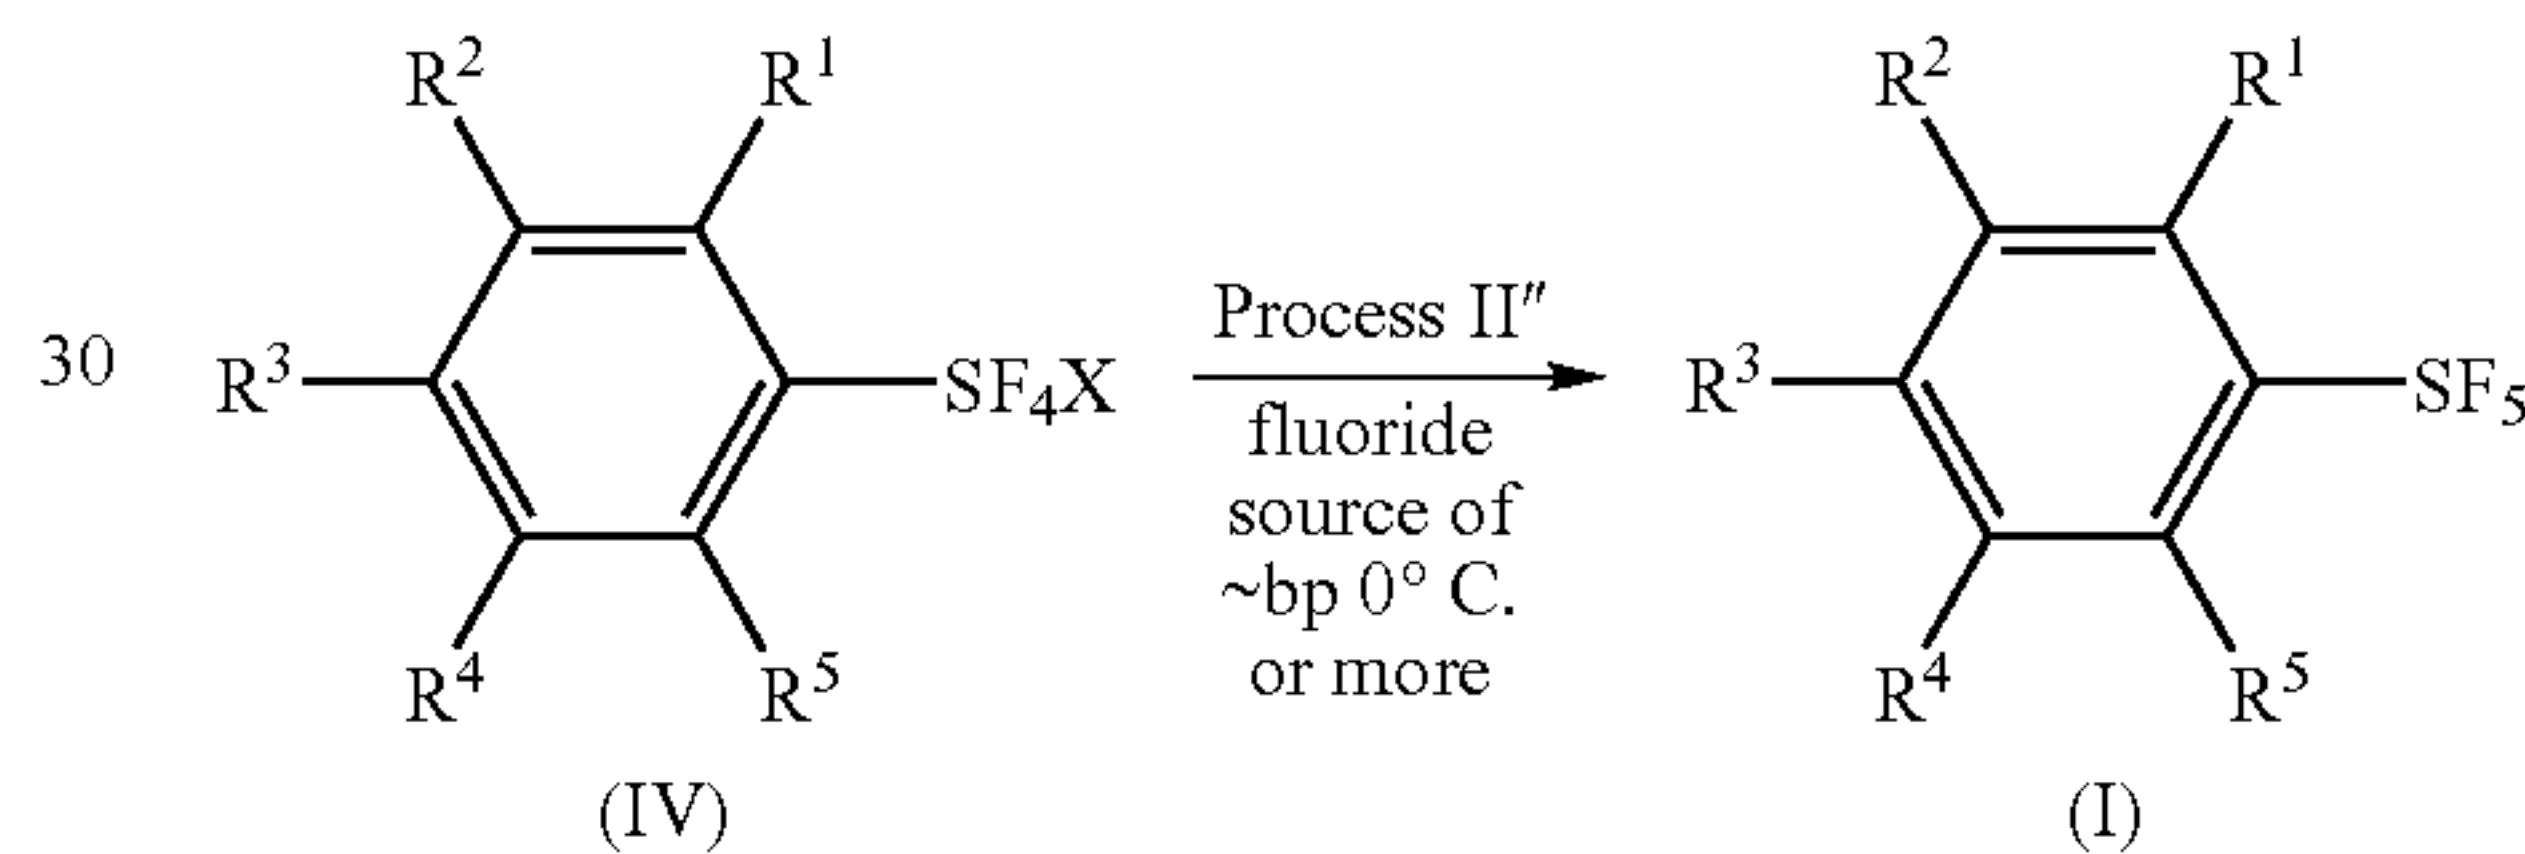 R² R¹ R² R¹
Process II″
30 R³ SF₄X R³ SF₅
fluoride
source of
~bp 0° C.
or more
R⁴ R⁵ R⁴ R⁵
(IV) (I)